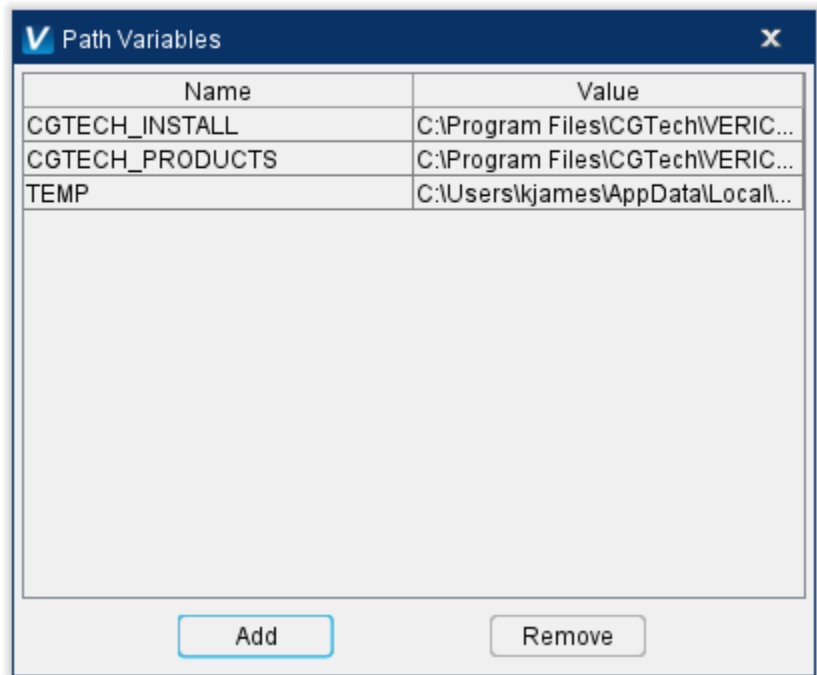 Path Variables
Name Value
CGTECH_INSTALL C:\Program Files\CGTech\VERIC...
CGTECH_PRODUCTS C:\Program Files\CGTech\VERIC...
TEMP C:\Users\kjames\AppData\Local\...
Add Remove